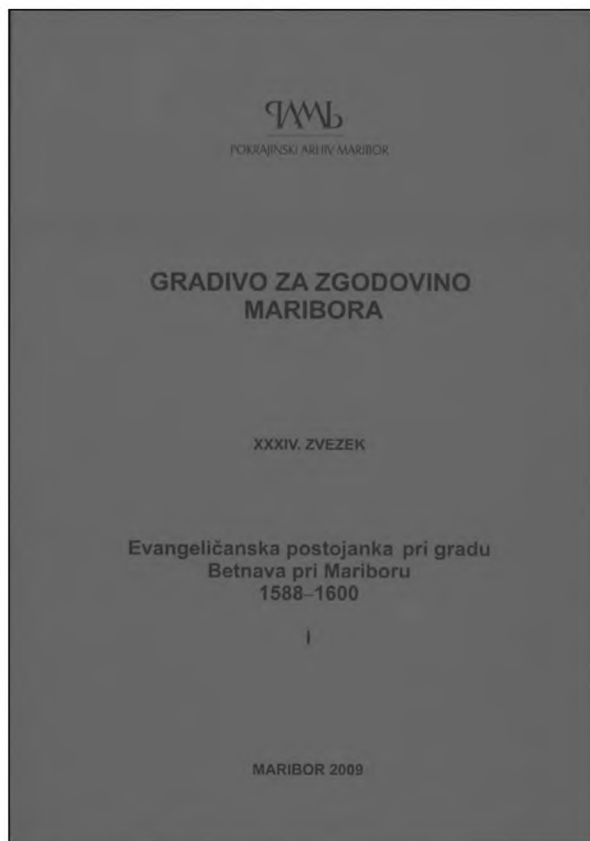 PAMb
POKRAJINSKI ARHIV MARIBOR
GRADIVO ZA ZGODOVINO
MARIBORA
XXXIV. ZVEZEK
Evangeličanska postojanka pri gradu
Betnava pri Mariboru
1588–1600
I
MARIBOR 2009